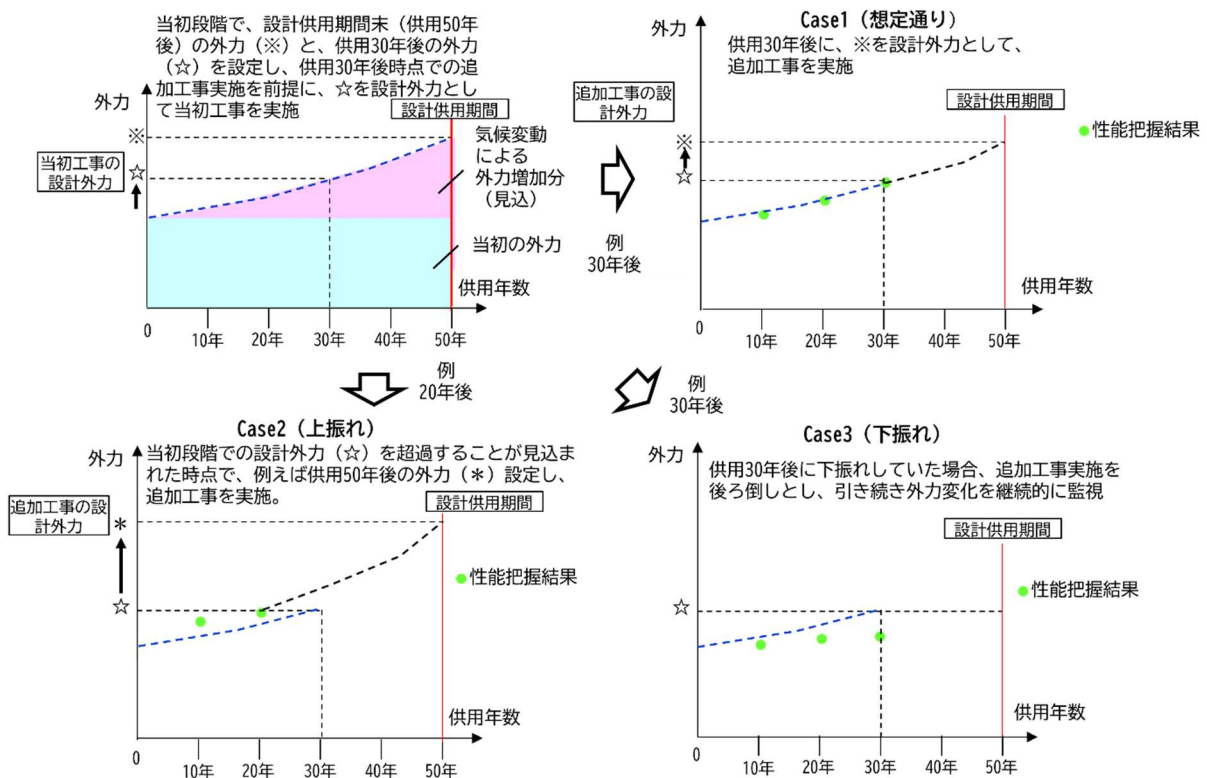 当初段階で、設計供用期間末（供用50年
後）の外力（※）と、供用30年後の外力
（☆）を設定し、供用30年後時点での追
加工事実施を前提に、☆を設計外力とし
て当初工事を実施
外力
設計供用期間
※
当初工事の
設計外力
☆
気候変動
による
外力増加分
（見込）
当初の外力
供用年数
0
10年
20年
30年
40年
50年
例
30年後
Case1（想定通り）
外力
供用30年後に、※を設計外力として、
追加工事を実施
追加工事の設
計外力
設計供用期間
※
☆
性能把握結果
供用年数
0
10年
20年
30年
40年
50年
例
20年後
例
30年後
Case2（上振れ）
外力
当初段階での設計外力（☆）を超過することが見込ま
れた時点で、例えば供用50年後の外力（＊）設定し、
追加工事を実施。
追加工事の設
計外力
＊
設計供用期間
☆
性能把握結果
供用年数
0
10年
20年
30年
40年
50年
Case3（下振れ）
外力
供用30年後に下振れしていた場合、追加工事実施を
後ろ倒しとし、引き続き外力変化を継続的に監視
設計供用期間
☆
性能把握結果
供用年数
0
10年
20年
30年
40年
50年